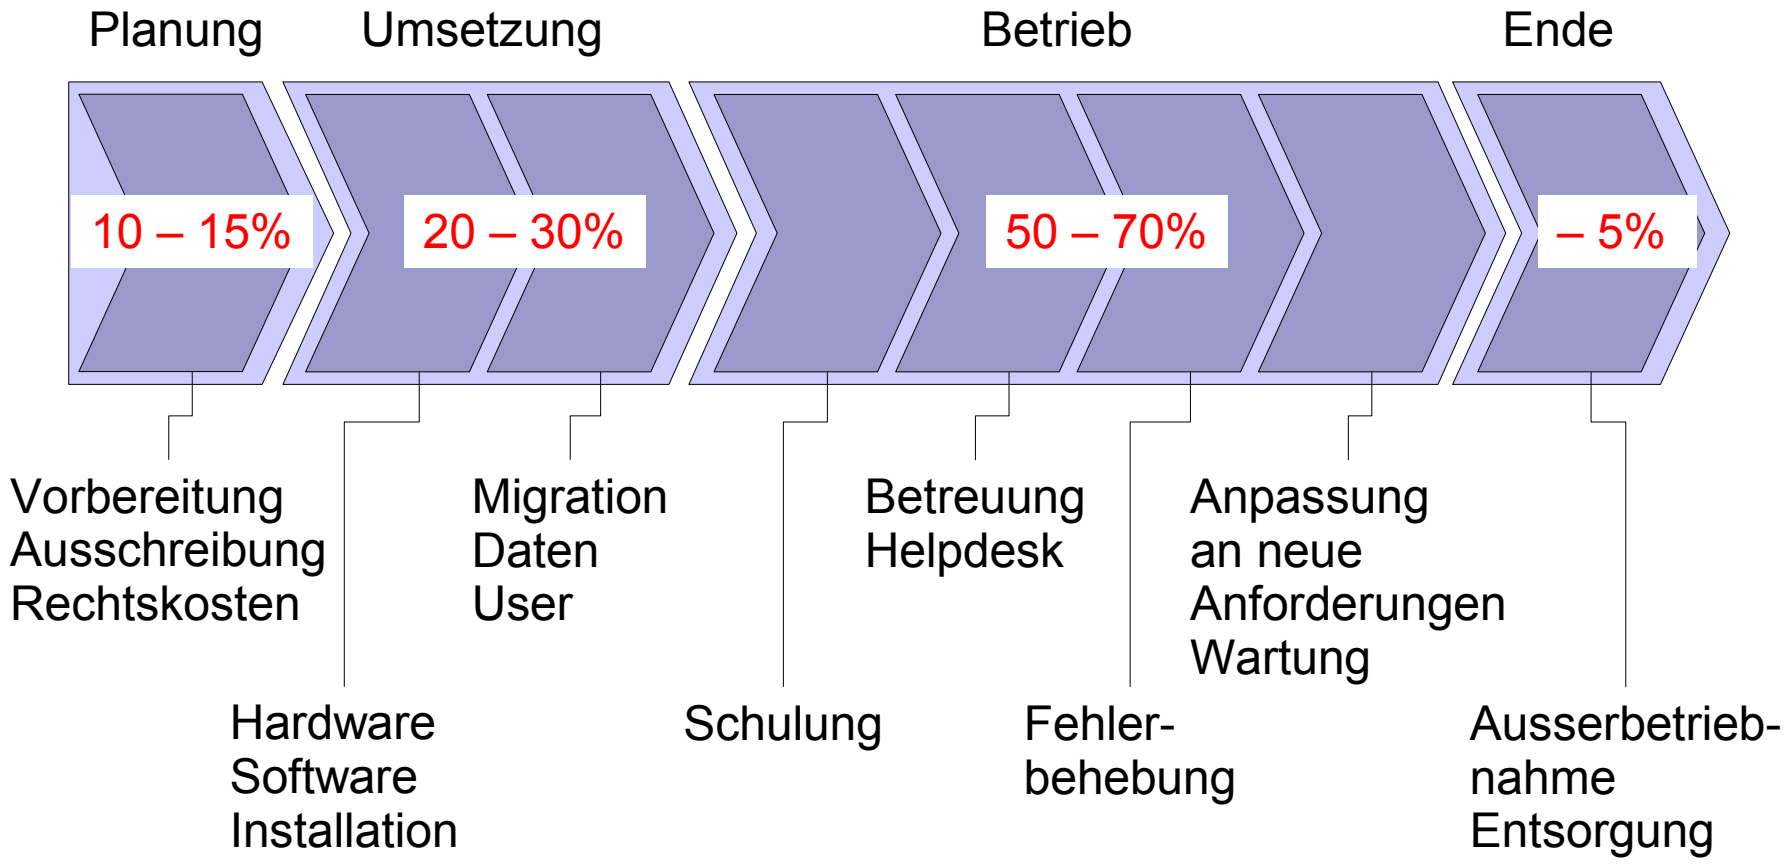 Planung
Umsetzung
Betrieb
Ende
10 – 15%
20 – 30%
50 – 70%
– 5%
Vorbereitung
Ausschreibung
Rechtskosten
Hardware
Software
Installation
Migration
Daten
User
Schulung
Betreuung
Helpdesk
Fehler-
behebung
Anpassung
an neue
Anforderungen
Wartung
Ausserbetrieb-
nahme
Entsorgung